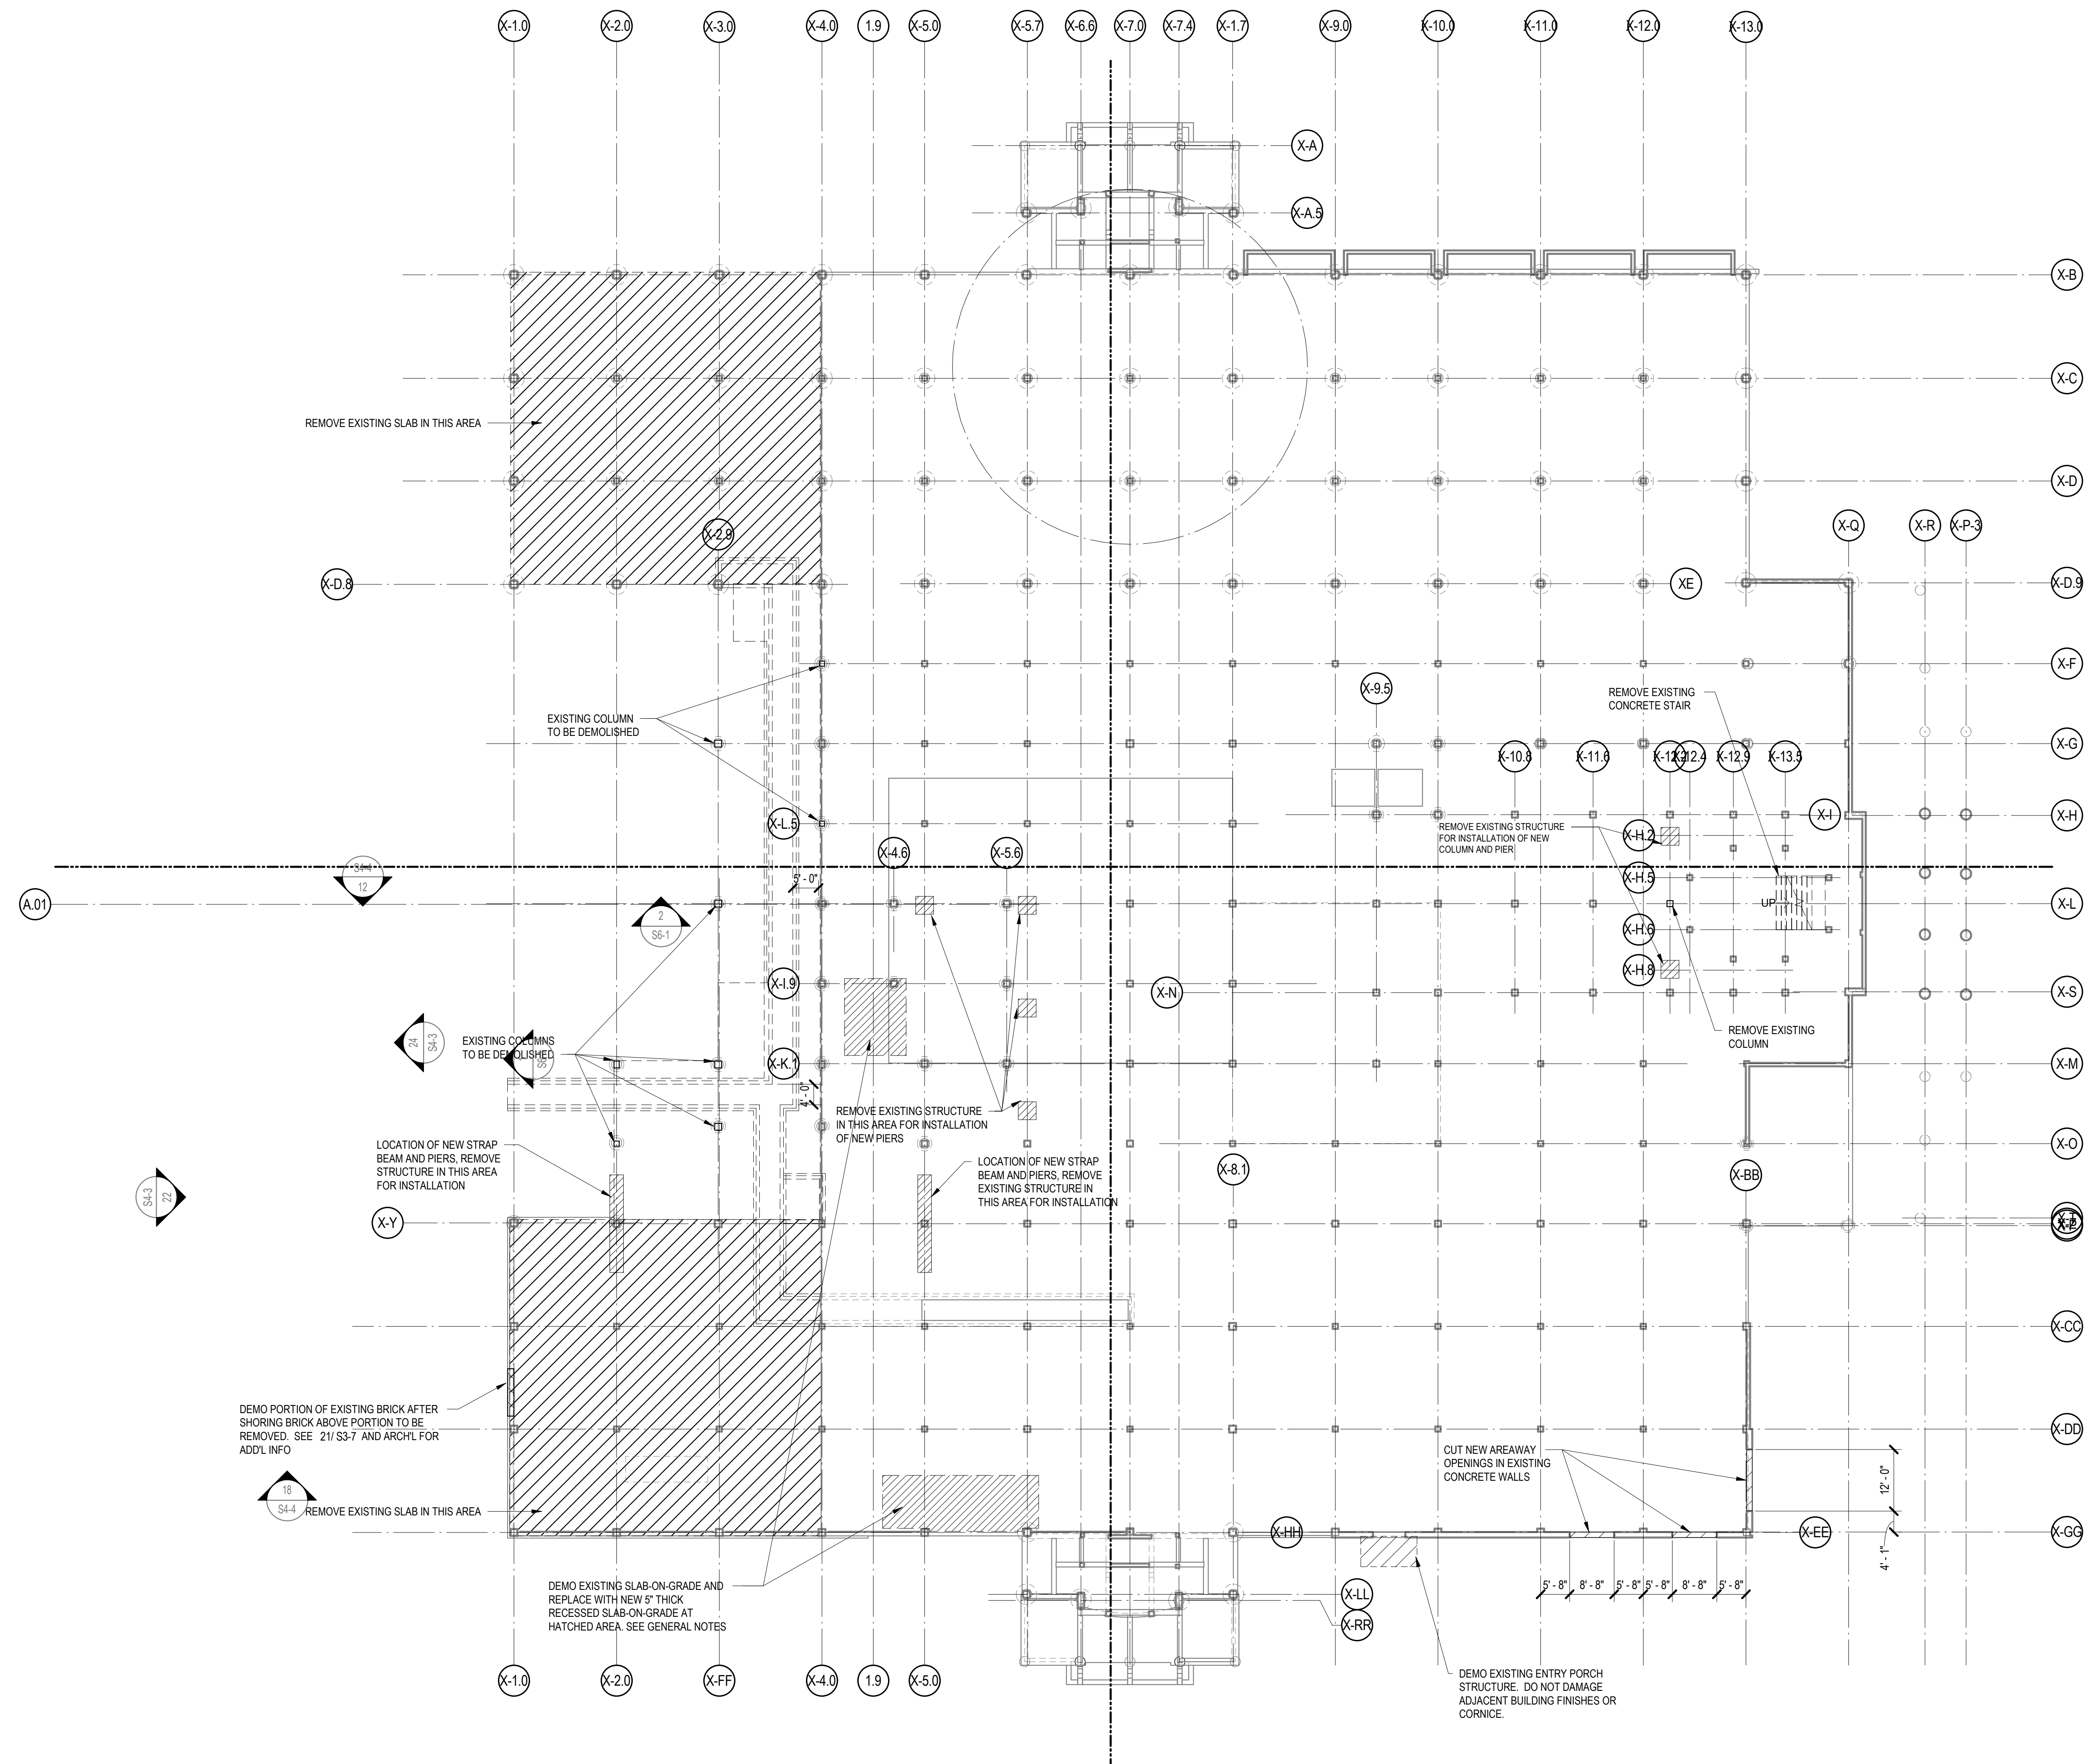 X-1.0
X-2.0
X-3.0
X-4.0
1.9
X-5.0
X-5.7
X-6.6
X-7.0
X-7.4
X-1.7
X-9.0
X-10.0
X-11.0
X-12.0
X-13.0
X-A
X-A.5
X-B
X-C
REMOVE EXISTING SLAB IN THIS AREA
X-D
X-2.9
X-Q
X-R
X-P-3
X-D.8
XE
X-D.9
X-F
X-9.5
REMOVE EXISTING
CONCRETE STAIR
EXISTING COLUMN
TO BE DEMOLISHED
X-G
X-10.8
X-11.6
X-12.4
X-12.9
X-13.5
X-L.5
X-I
X-H
REMOVE EXISTING STRUCTURE
FOR INSTALLATION OF NEW
COLUMN AND PIER
X-H.2
X-4.6
X-5.6
S4-4
12
5' - 0"
X-H.5
A.01
2
S6-1
UP
X-L
X-H.6
X-H.8
X-I.9
X-N
X-S
REMOVE EXISTING
COLUMN
24
S4-3
EXISTING COLUMNS
TO BE DEMOLISHED
X-K.1
X-M
4' - 0"
REMOVE EXISTING STRUCTURE
IN THIS AREA FOR INSTALLATION
OF NEW PIERS
X-O
LOCATION OF NEW STRAP
BEAM AND PIERS, REMOVE
STRUCTURE IN THIS AREA
FOR INSTALLATION
LOCATION OF NEW STRAP
BEAM AND PIERS, REMOVE
EXISTING STRUCTURE IN
THIS AREA FOR INSTALLATION
X-8.1
X-BB
S4-3
22
X-Y
X-CC
DEMO PORTION OF EXISTING BRICK AFTER
SHORING BRICK ABOVE PORTION TO BE
REMOVED. SEE 21/ S3-7 AND ARCH'L FOR
ADD'L INFO
X-DD
CUT NEW AREAWAY
OPENINGS IN EXISTING
CONCRETE WALLS
12' - 0"
18
S4-4
REMOVE EXISTING SLAB IN THIS AREA
X-HH
X-EE
X-GG
4' - 1"
5' - 8"
8' - 8"
5' - 8"
5' - 8"
8' - 8"
5' - 8"
DEMO EXISTING SLAB-ON-GRADE AND
REPLACE WITH NEW 5" THICK
RECESSED SLAB-ON-GRADE AT
HATCHED AREA. SEE GENERAL NOTES
X-LL
X-RR
DEMO EXISTING ENTRY PORCH
STRUCTURE. DO NOT DAMAGE
ADJACENT BUILDING FINISHES OR
CORNICE.
X-1.0
X-2.0
X-FF
X-4.0
1.9
X-5.0